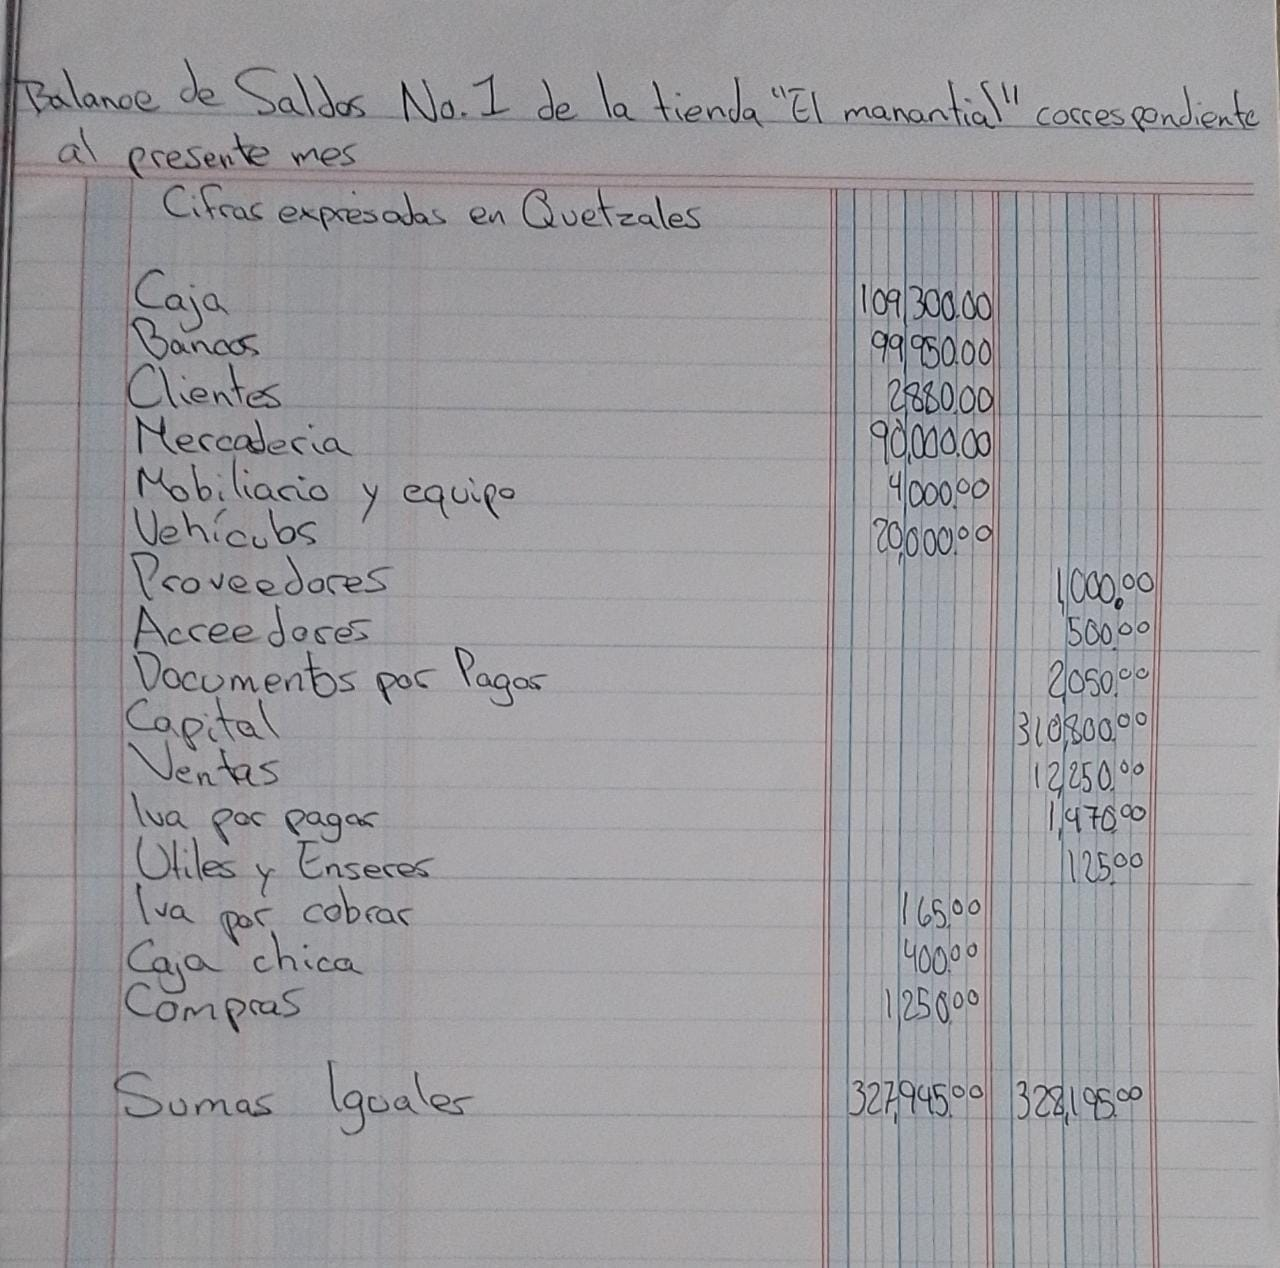 Balance de Saldos No. 1 de la tienda "El manantial" correspondiente
al presente mes
Cifras expresadas en Quetzales
Caja 109,300.00
Bancos 99,950.00
Clientes 2,880.00
Mercaderia 90,000.00
Mobiliario y equipo 4,000.00
Vehículos 20,000.00
Proveedores 1,000.00
Acreedores 500.00
Documentos por Pagar 2,050.00
Capital 310,800.00
Ventas 12,250.00
Iva por pagar 1,470.00
Utiles y Enseres 125.00
Iva por cobrar 165.00
Caja chica 400.00
Compras 1,250.00
Sumas Iguales 327,945.00 328,195.00